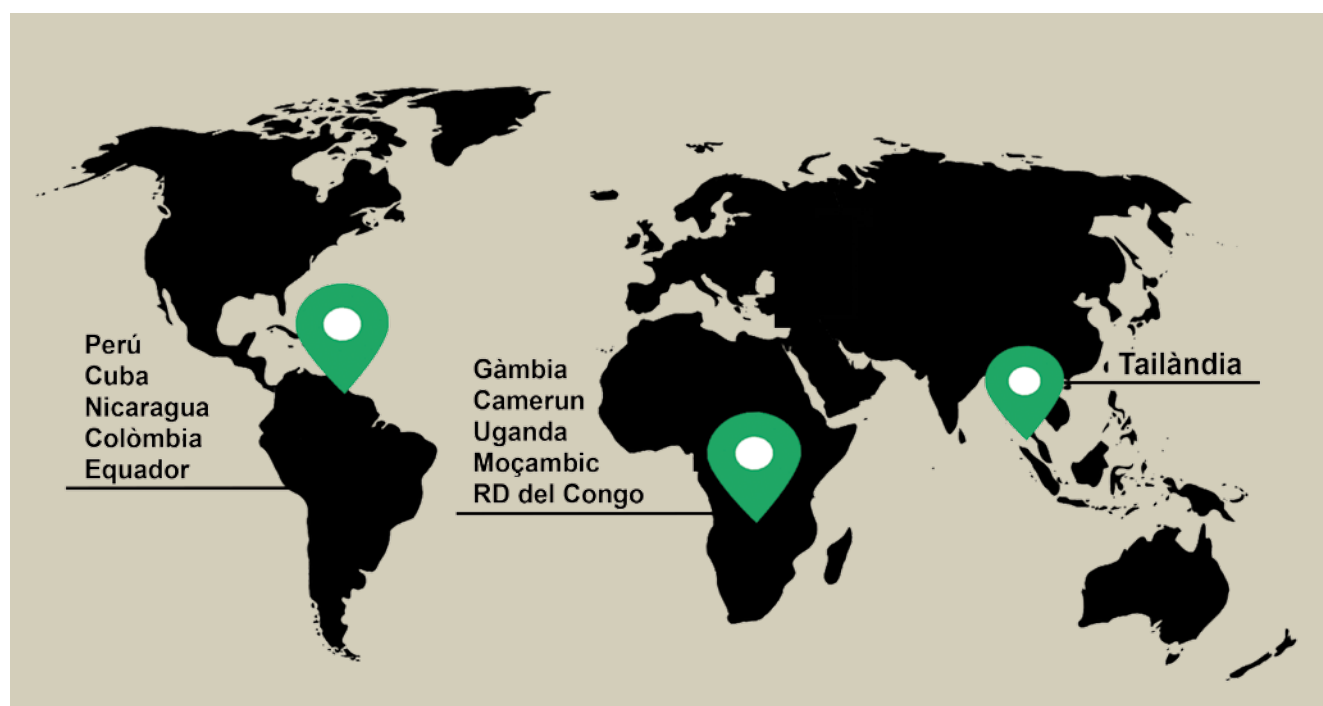 Perú
Cuba
Nicaragua
Colòmbia
Equador
Gàmbia
Camerun
Uganda
Moçambic
RD del Congo
Tailàndia